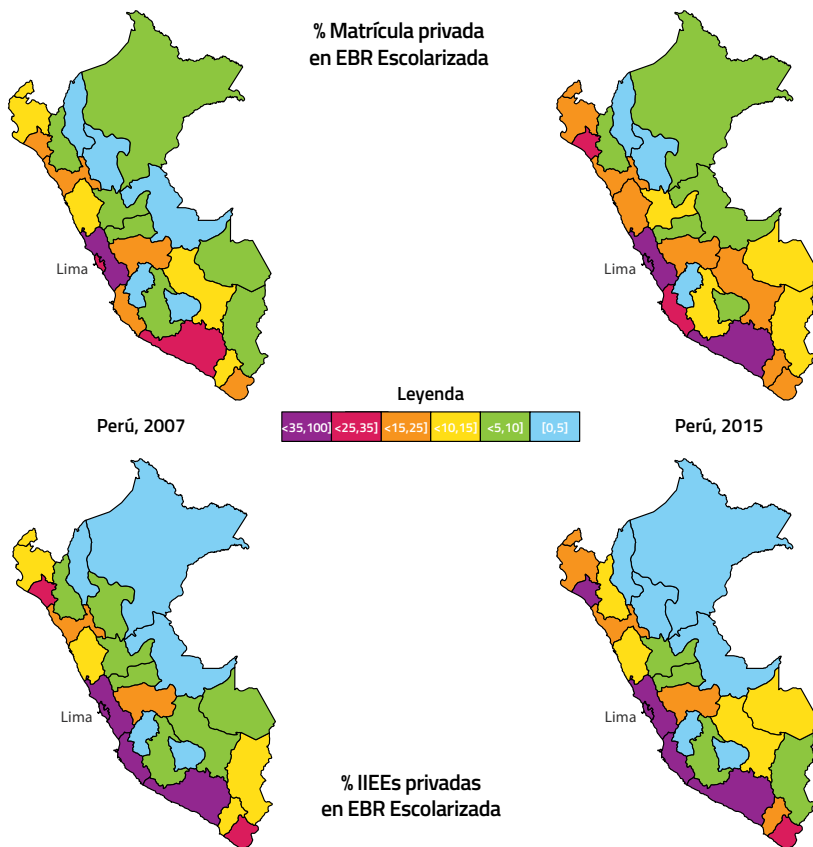 % Matrícula privada
en EBR Escolarizada
Lima
Lima
Leyenda
Perú, 2007
<35,100] <25,35] <15,25] <10,15] <5,10] [0,5]
Perú, 2015
Lima
Lima
% IIEEs privadas
en EBR Escolarizada